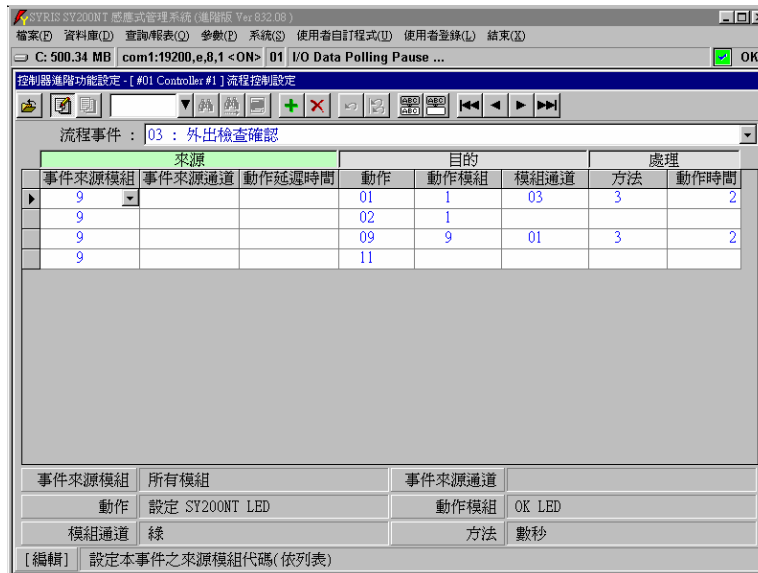 SYRIS SY200NT 感應式管理系統 (進階版 Ver 832.08 )
檔案(F) 資料庫(D) 查詢/報表(Q) 參數(P) 系統(S) 使用者自訂程式(U) 使用者登錄(L) 結束(X)
C: 500.34 MB com1:19200,e,8,1 <ON> 01 I/O Data Polling Pause ... OK
控制器進階功能設定 - [ #01 Controller #1 ] 流程控制設定
流程事件 : 03 : 外出檢查確認
來源 目的 處理
事件來源模組 事件來源通道 動作延遲時間 動作 動作模組 模組通道 方法 動作時間
9 01 1 03 3 2
9 02 1
9 09 9 01 3 2
9 11
事件來源模組 所有模組 事件來源通道
動作 設定 SY200NT LED 動作模組 OK LED
模組通道 綠 方法 數秒
[編輯] 設定本事件之來源模組代碼(依列表)